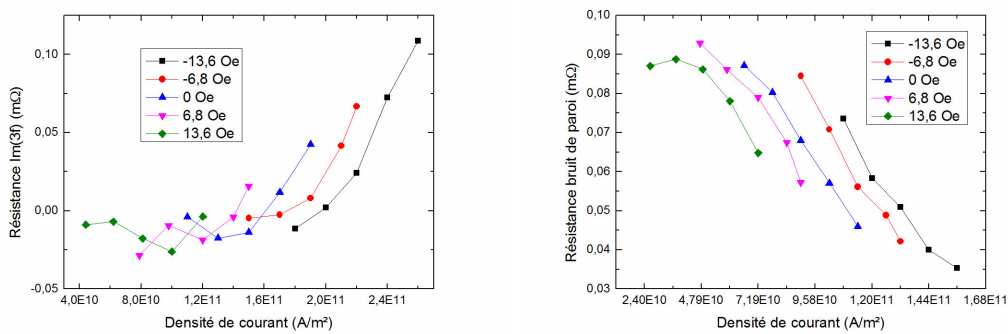 Résistance Im(3f) (mΩ)
0,10
0,05
0,00
-0,05
-13,6 Oe
-6,8 Oe
0 Oe
6,8 Oe
13,6 Oe
4,0E10 8,0E10 1,2E11 1,6E11 2,0E11 2,4E11
Densité de courant (A/m²)
Résistance bruit de paroi (mΩ)
0,10
0,09
0,08
0,07
0,06
0,05
0,04
0,03
-13,6 Oe
-6,8 Oe
0 Oe
6,8 Oe
13,6 Oe
2,40E10 4,79E10 7,19E10 9,58E10 1,20E11 1,44E11 1,68E11
Densité de courant (A/m²)